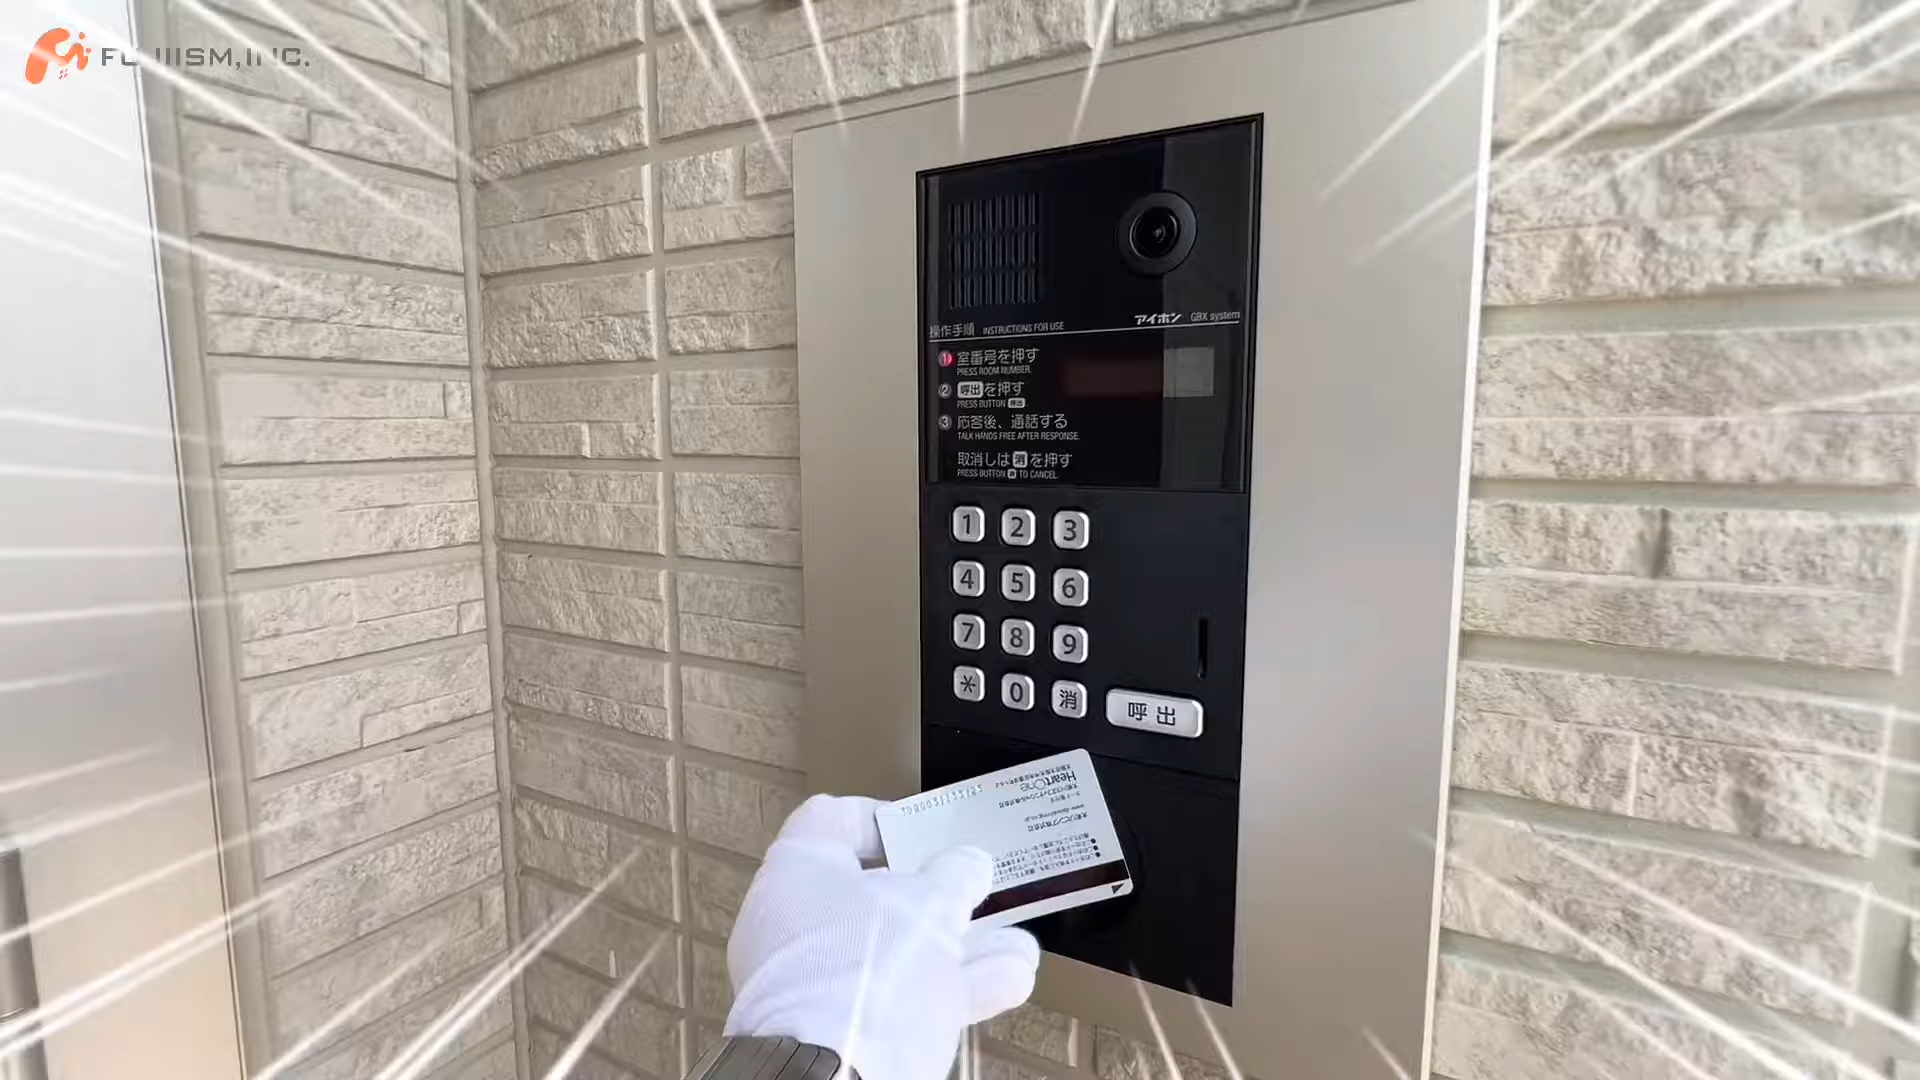 FUJIISM,INC.
アイホン GBX system
操作手順 INSTRUCTIONS FOR USE
1 室番号を押す
PRESS ROOM NUMBER.
2 呼出を押す
PRESS BUTTON 呼出.
3 応答後、通話する
TALK HANDS FREE AFTER RESPONSE.
取消しは消を押す
PRESS BUTTON 消 TO CANCEL.
1 2 3
4 5 6
7 8 9
* 0 消
呼出
HeartOne